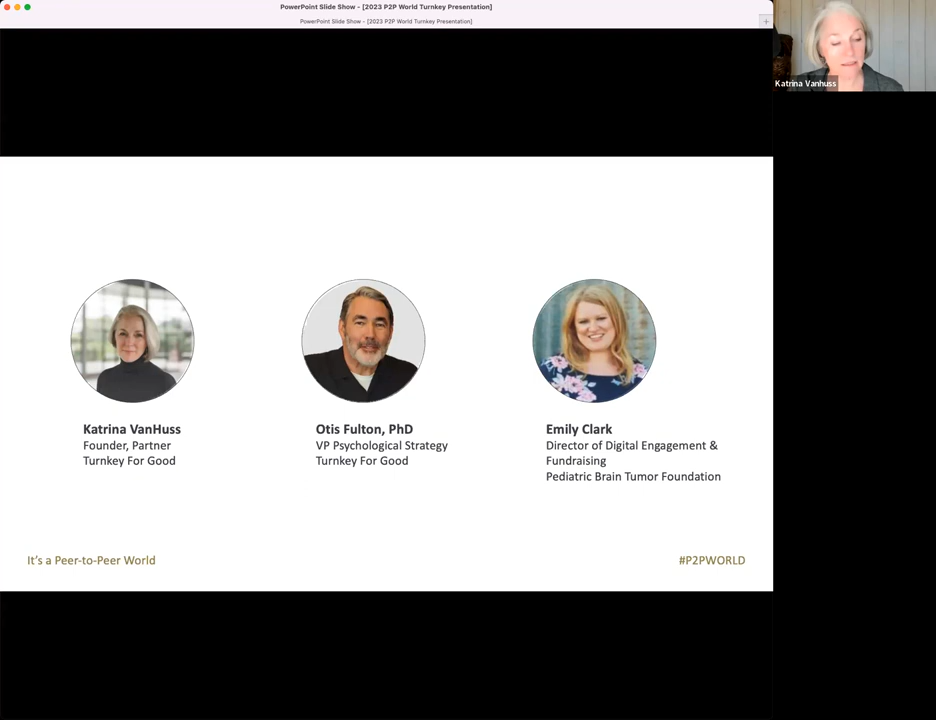 PowerPoint Slide Show - [2023 P2P World Turnkey Presentation]
PowerPoint Slide Show - [2023 P2P World Turnkey Presentation]
+
Katrina Vanhuss
Katrina VanHuss
Founder, Partner
Turnkey For Good
Otis Fulton, PhD
VP Psychological Strategy
Turnkey For Good
Emily Clark
Director of Digital Engagement &
Fundraising
Pediatric Brain Tumor Foundation
It's a Peer-to-Peer World
#P2PWORLD